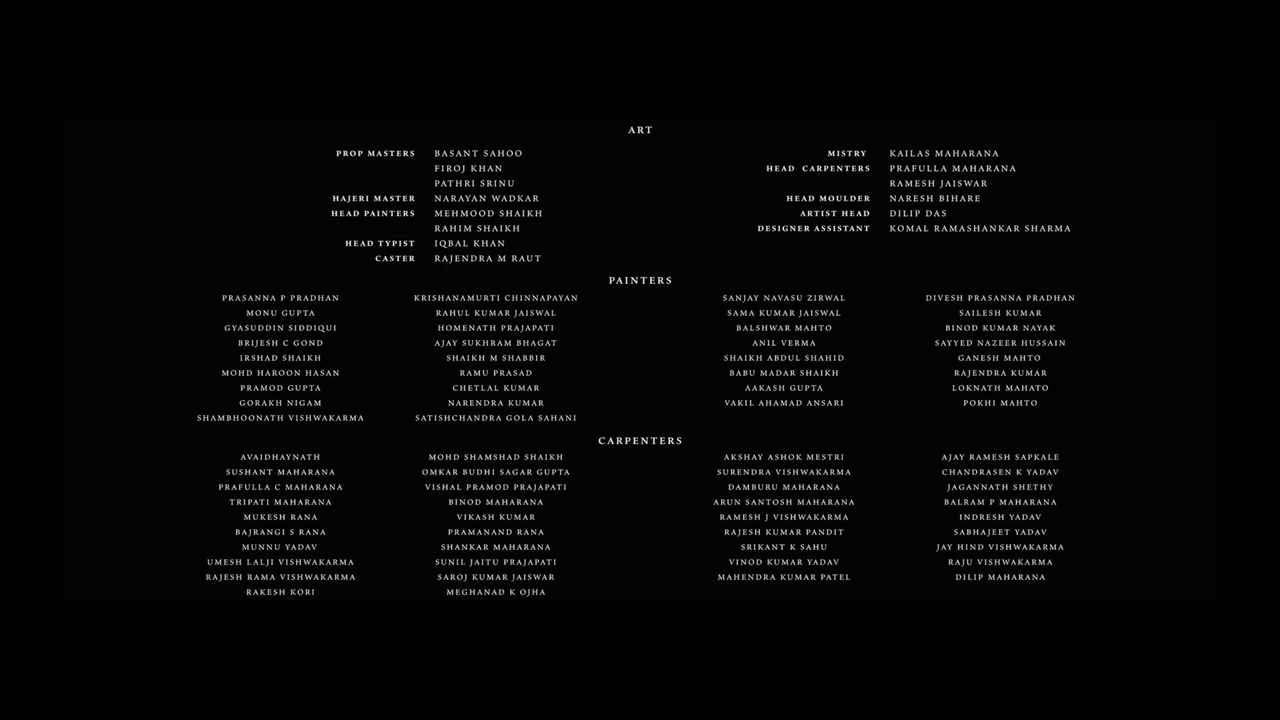 ART
PROP MASTERS BASANT SAHOO
FIROJ KHAN
PATHRI SRINU
HAJERI MASTER NARAYAN WADKAR
HEAD PAINTERS MEHMOOD SHAIKH
RAHIM SHAIKH
HEAD TYPIST IQBAL KHAN
CASTER RAJENDRA M RAUT
MISTRY KAILAS MAHARANA
HEAD CARPENTERS PRAFULLA MAHARANA
RAMESH JAISWAR
HEAD MOULDER NARESH BIHARE
ARTIST HEAD DILIP DAS
DESIGNER ASSISTANT KOMAL RAMASHANKAR SHARMA
PAINTERS
PRASANNA P PRADHAN
MONU GUPTA
GYASUDDIN SIDDIQUI
BRIJESH C GOND
IRSHAD SHAIKH
MOHD HAROON HASAN
PRAMOD GUPTA
GORAKH NIGAM
SHAMBHOONATH VISHWAKARMA
KRISHANAMURTI CHINNAPAYAN
RAHUL KUMAR JAISWAL
HOMENATH PRAJAPATI
AJAY SUKHRAM BHAGAT
SHAIKH M SHABBIR
RAMU PRASAD
CHETLAL KUMAR
NARENDRA KUMAR
SATISHCHANDRA GOLA SAHANI
SANJAY NAVASU ZIRWAL
SAMA KUMAR JAISWAL
BALSHWAR MAHTO
ANIL VERMA
SHAIKH ABDUL SHAHID
BABU MADAR SHAIKH
AAKASH GUPTA
VAKIL AHAMAD ANSARI
DIVESH PRASANNA PRADHAN
SAILESH KUMAR
BINOD KUMAR NAYAK
SAYYED NAZEER HUSSAIN
GANESH MAHTO
RAJENDRA KUMAR
LOKNATH MAHATO
POKHI MAHTO
CARPENTERS
AVAIDHAYNATH
SUSHANT MAHARANA
PRAFULLA C MAHARANA
TRIPATI MAHARANA
MUKESH RANA
BAJRANGI S RANA
MUNNU YADAV
UMESH LALJI VISHWAKARMA
RAJESH RAMA VISHWAKARMA
RAKESH KORI
MOHD SHAMSHAD SHAIKH
OMKAR BUDHI SAGAR GUPTA
VISHAL PRAMOD PRAJAPATI
BINOD MAHARANA
VIKASH KUMAR
PRAMANAND RANA
SHANKAR MAHARANA
SUNIL JAITU PRAJAPATI
SAROJ KUMAR JAISWAR
MEGHANAD K OJHA
AKSHAY ASHOK MESTRI
SURENDRA VISHWAKARMA
DAMBURU MAHARANA
ARUN SANTOSH MAHARANA
RAMESH J VISHWAKARMA
RAJESH KUMAR PANDIT
SRIKANT K SAHU
VINOD KUMAR YADAV
MAHENDRA KUMAR PATEL
AJAY RAMESH SAPKALE
CHANDRASEN K YADAV
JAGANNATH SHETHY
BALRAM P MAHARANA
INDRESH YADAV
SABHAJEET YADAV
JAY HIND VISHWAKARMA
RAJU VISHWAKARMA
DILIP MAHARANA